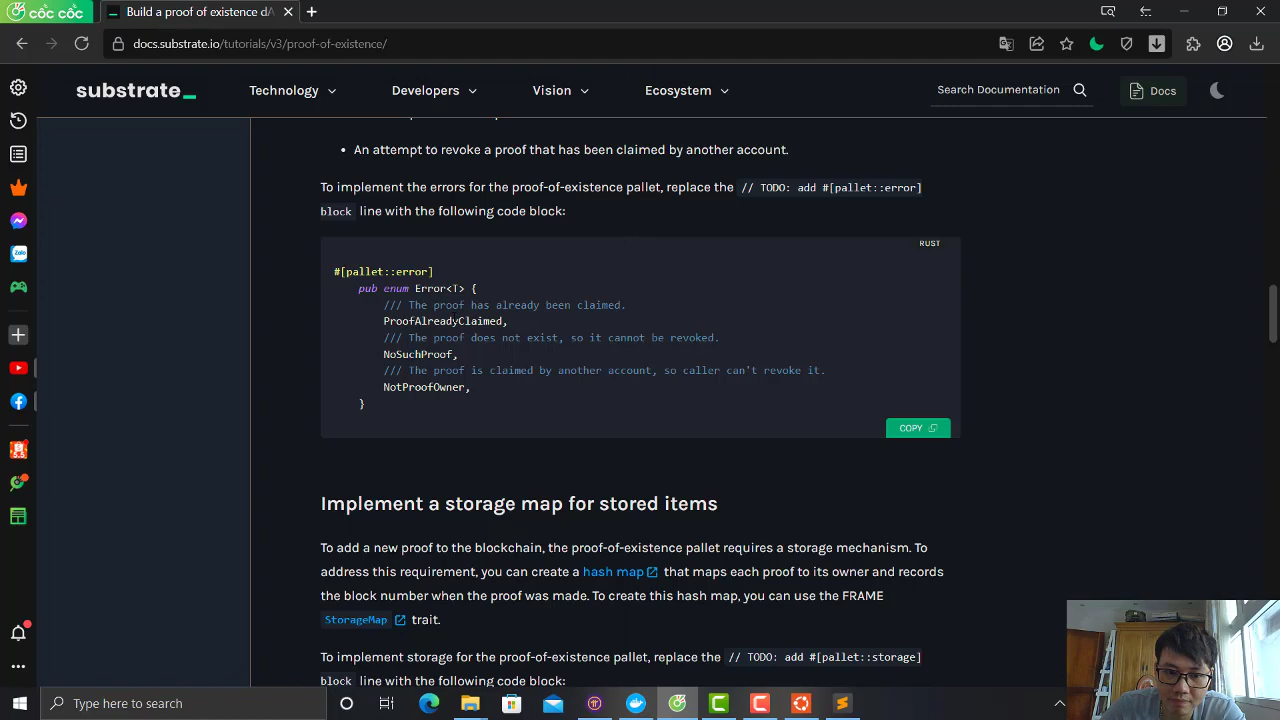 cốc cốc
Build a proof of existence dA
docs.substrate.io/tutorials/v3/proof-of-existence/
substrate_
Technology
Developers
Vision
Ecosystem
Search Documentation
Docs
• An attempt to revoke a proof that has been claimed by another account.
To implement the errors for the proof-of-existence pallet, replace the // TODO: add #[pallet::error]
block line with the following code block:
RUST
#[pallet::error]
pub enum Error<T> {
/// The proof has already been claimed.
ProofAlreadyClaimed,
/// The proof does not exist, so it cannot be revoked.
NoSuchProof,
/// The proof is claimed by another account, so caller can't revoke it.
NotProofOwner,
}
COPY
Implement a storage map for stored items
To add a new proof to the blockchain, the proof-of-existence pallet requires a storage mechanism. To
address this requirement, you can create a hash map that maps each proof to its owner and records
the block number when the proof was made. To create this hash map, you can use the FRAME
StorageMap trait.
To implement storage for the proof-of-existence pallet, replace the // TODO: add #[pallet::storage]
block line with the following code block:
Zalo
5.5
Type here to search